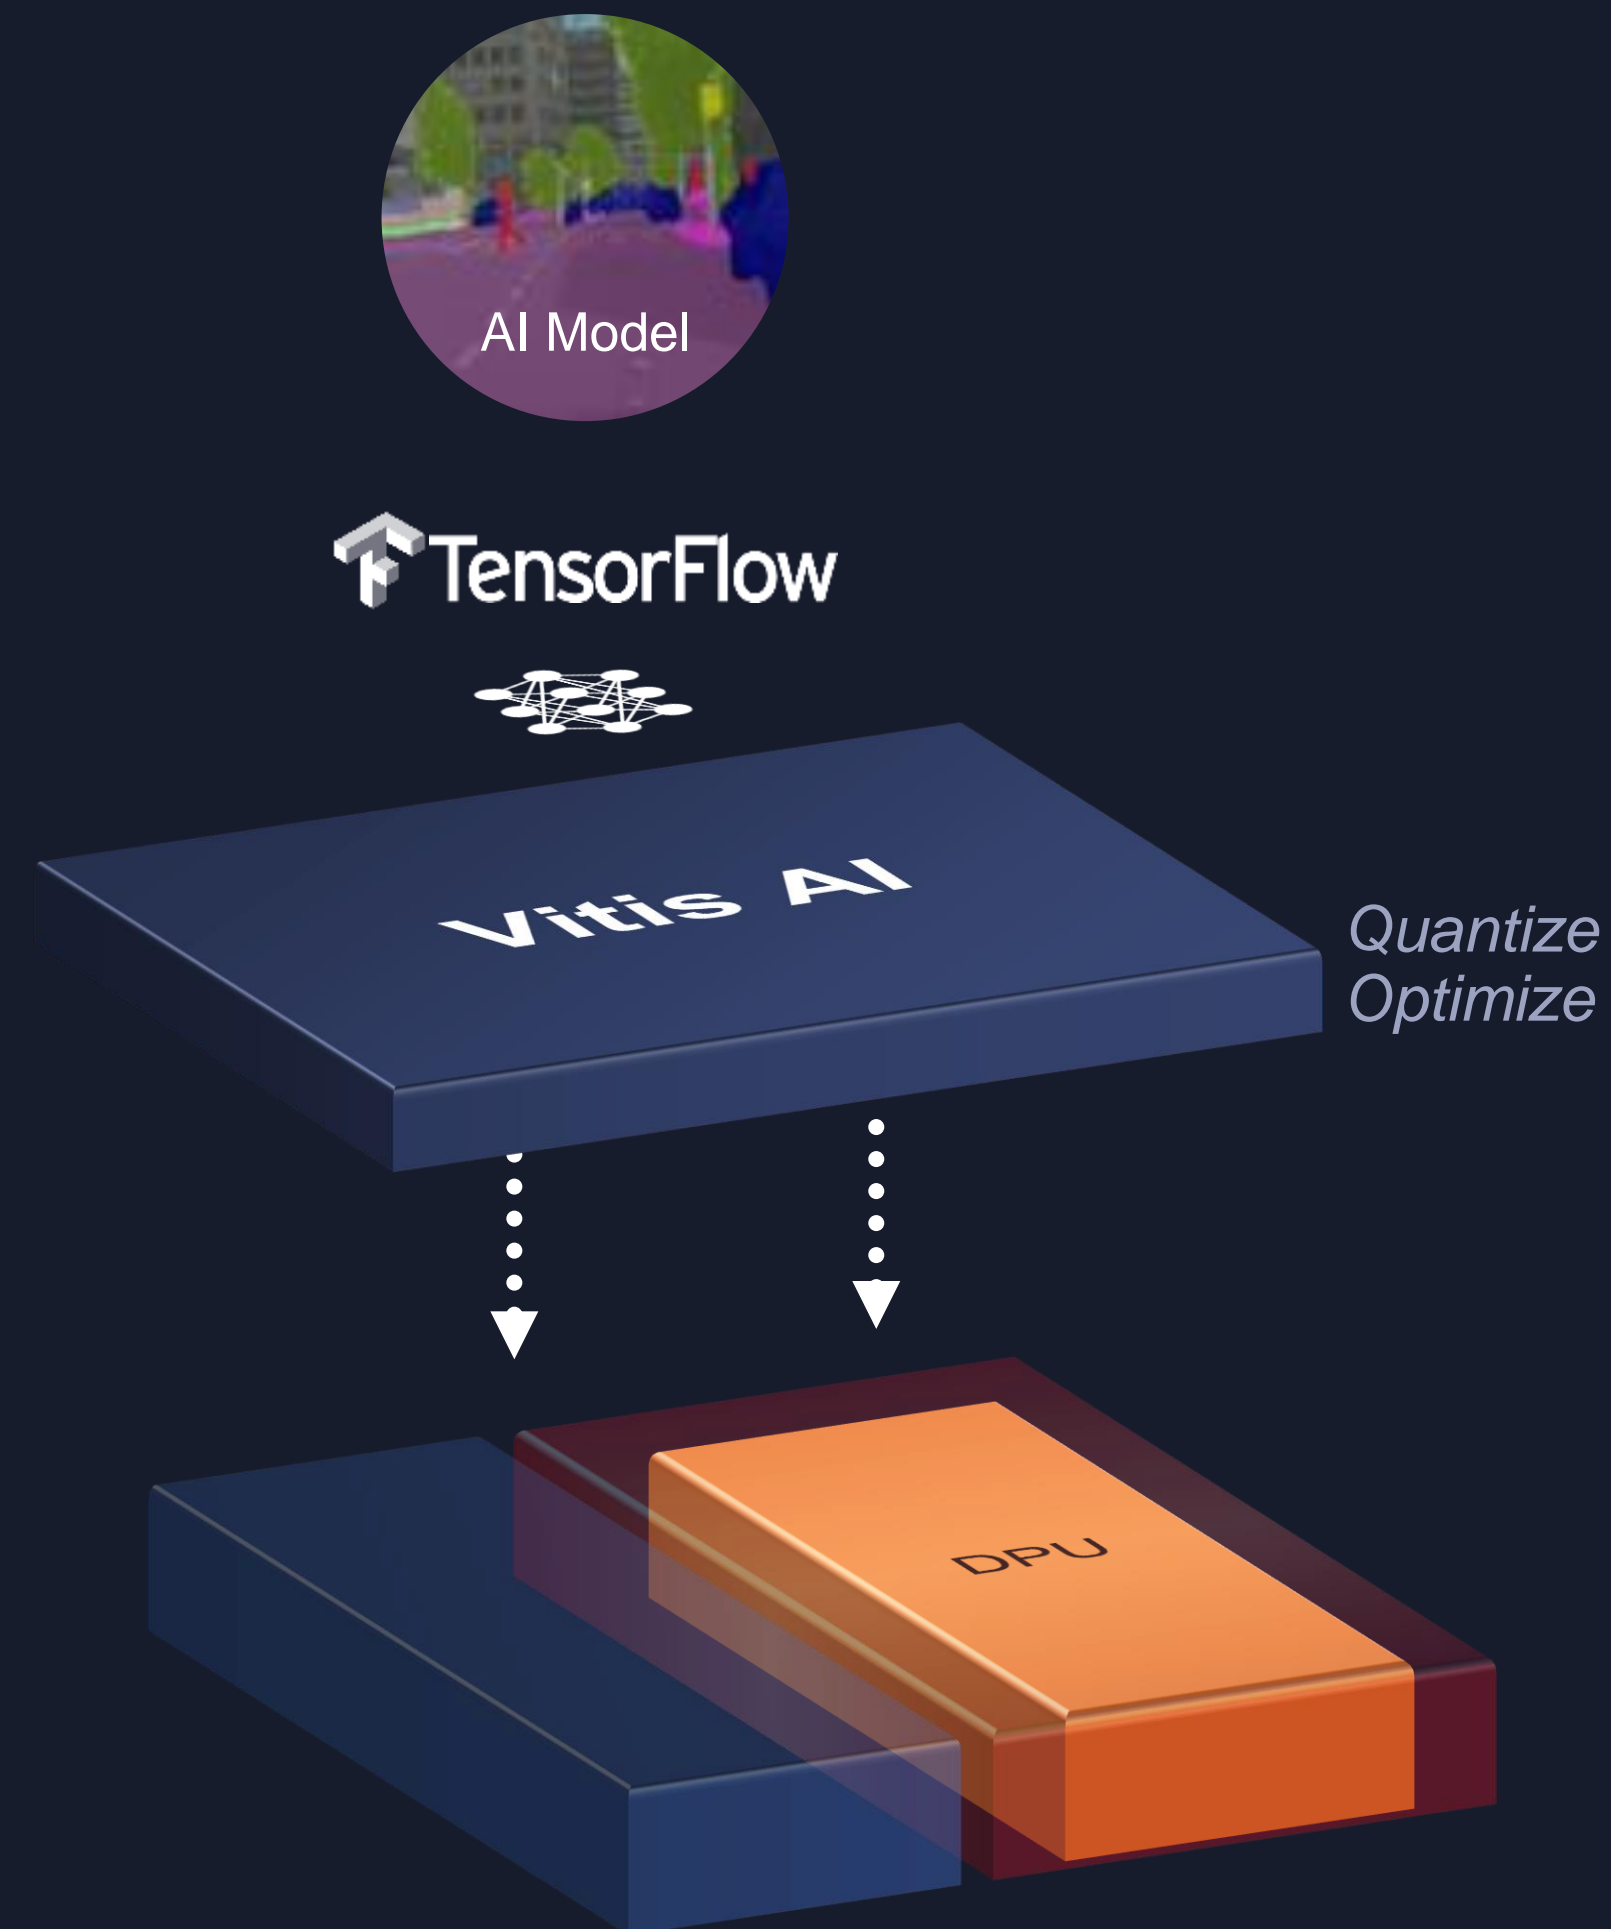 AI Model
TensorFlow
Vitis AI
Quantize
Optimize
DPU